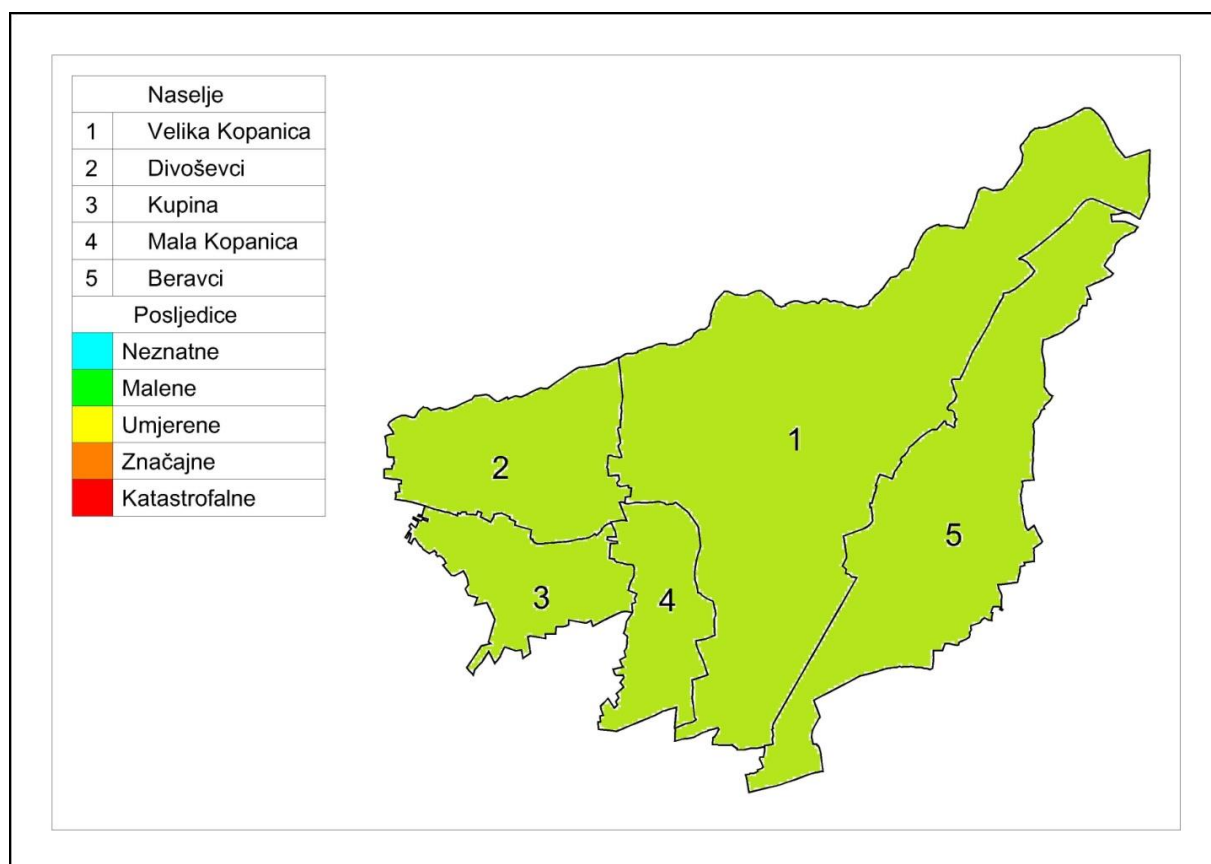 Naselje
1 Velika Kopanica
2 Divoševci
3 Kupina
4 Mala Kopanica
5 Beravci
Posljedice
Neznatne
Malene
Umjerene
Značajne
Katastrofalne
1
2
5
3
4